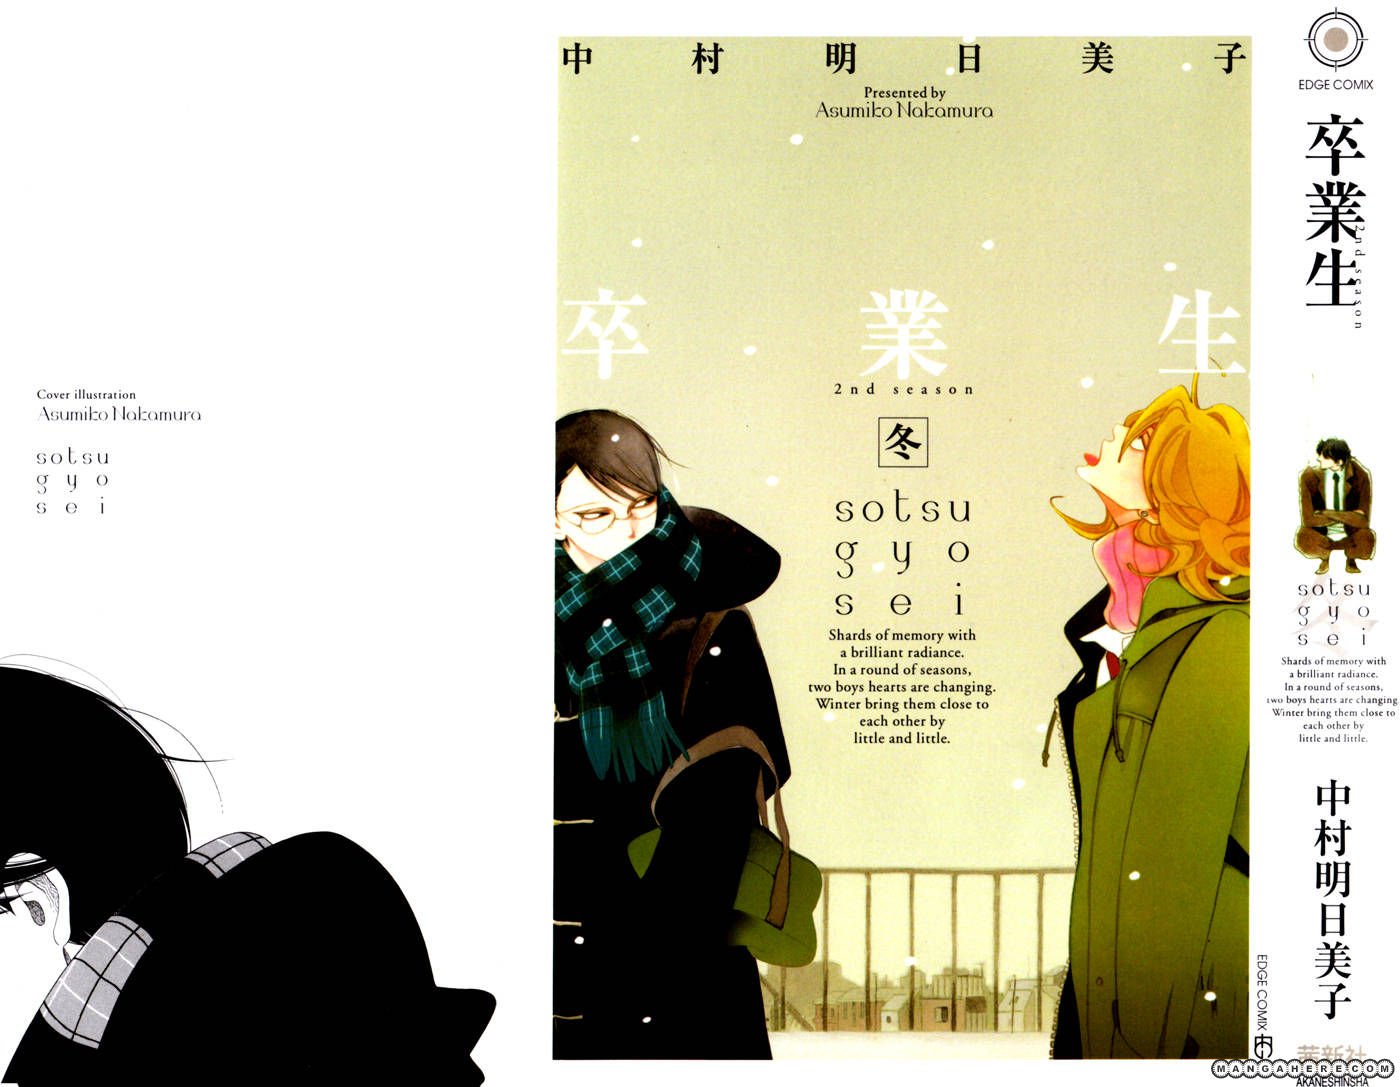 Cover illustration
Asumiko Nakamura
sotsu
gyo
sei
中村明日美子
Presented by
Asumiko Nakamura
卒業生
2nd season
冬
sotsu
gyo
sei
Shards of memory with
a brilliant radiance.
In a round of seasons,
two boys hearts are changing.
Winter bring them close to
each other by
little and little.
EDGE COMIX
EDGE COMIX
卒業生
2nd season
冬
sotsu
gyo
sei
Shards of memory with
a brilliant radiance.
In a round of seasons,
two boys hearts are changing.
Winter bring them close to
each other by
little and little.
中村明日美子
茜新社
MANGAHERE.COM
AKANESHINSHA